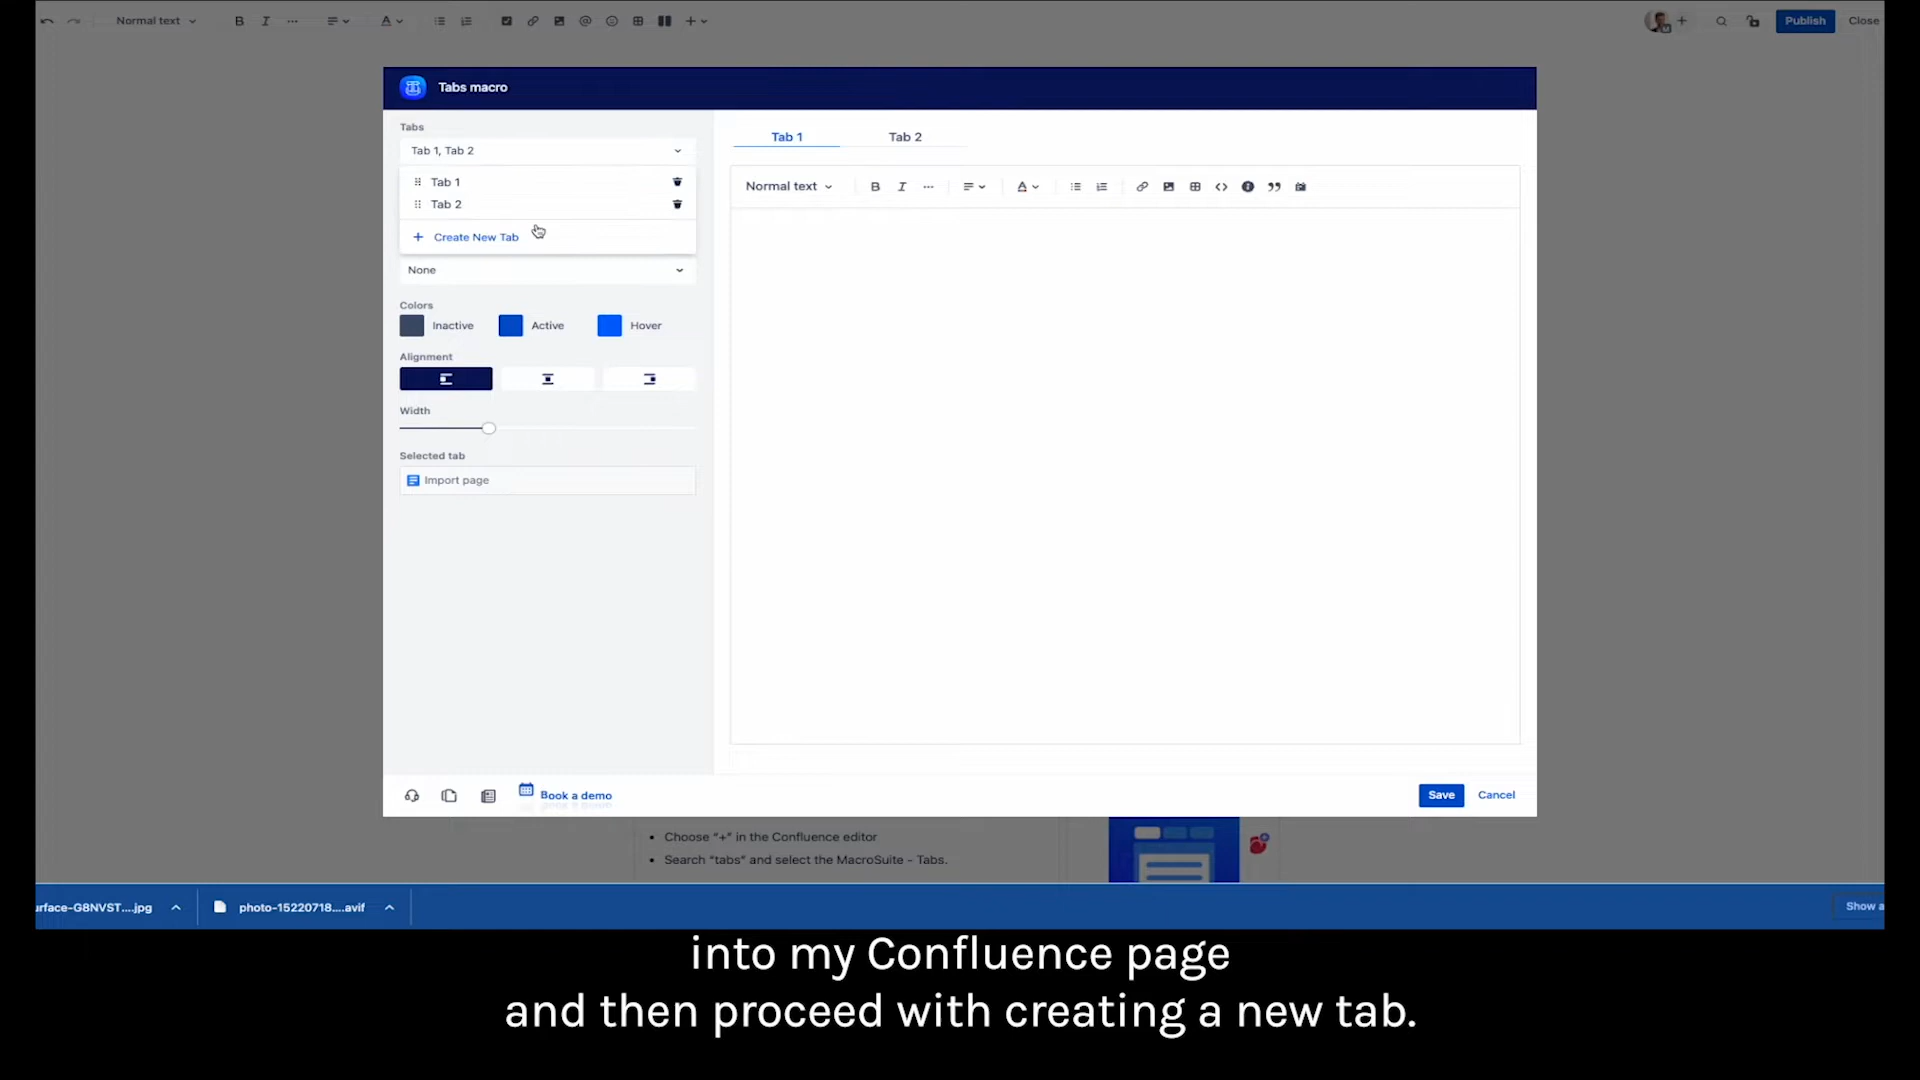 Normal text
Publish
Close
Tabs macro
Tabs
Tab 1, Tab 2
Tab 1
Tab 2
Create New Tab
None
Colors
Inactive
Active
Hover
Alignment
Width
Selected tab
Import page
Tab 1
Tab 2
Normal text
Book a demo
Save
Cancel
• Choose “+” in the Confluence editor
• Search “tabs” and select the MacroSuite - Tabs.
urface-G8NVST....jpg
photo-15220718....avif
Show a
into my Confluence page
and then proceed with creating a new tab.